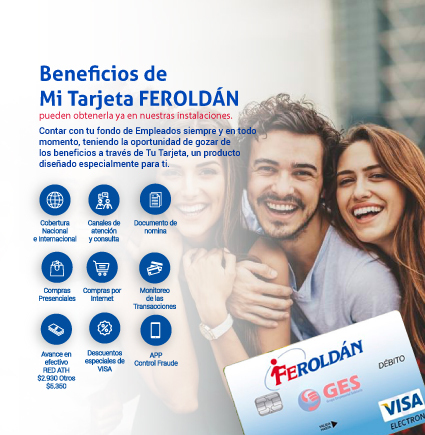 Beneficios de
Mi Tarjeta FEROLDÁN
pueden obtenerla ya en nuestras instalaciones.
Contar con tu fondo de Empleados siempre y en todo
momento, teniendo la oportunidad de gozar de
los beneficios a través de Tu Tarjeta, un producto
diseñado especialmente para ti.
Cobertura
Nacional
e Internacional
Canales de
atención
y consulta
Documento de
nomina
Compras
Presenciales
Compras por
Internet
Monitoreo
de las
Transacciones
Avance en
efectivo
RED ATH
$2.930 Otros
$6.360
Descuentos
especiales de
VISA
APP
Control Fraude
FEROLDÁN
DÉBITO
GES
VISA
ELECTRON